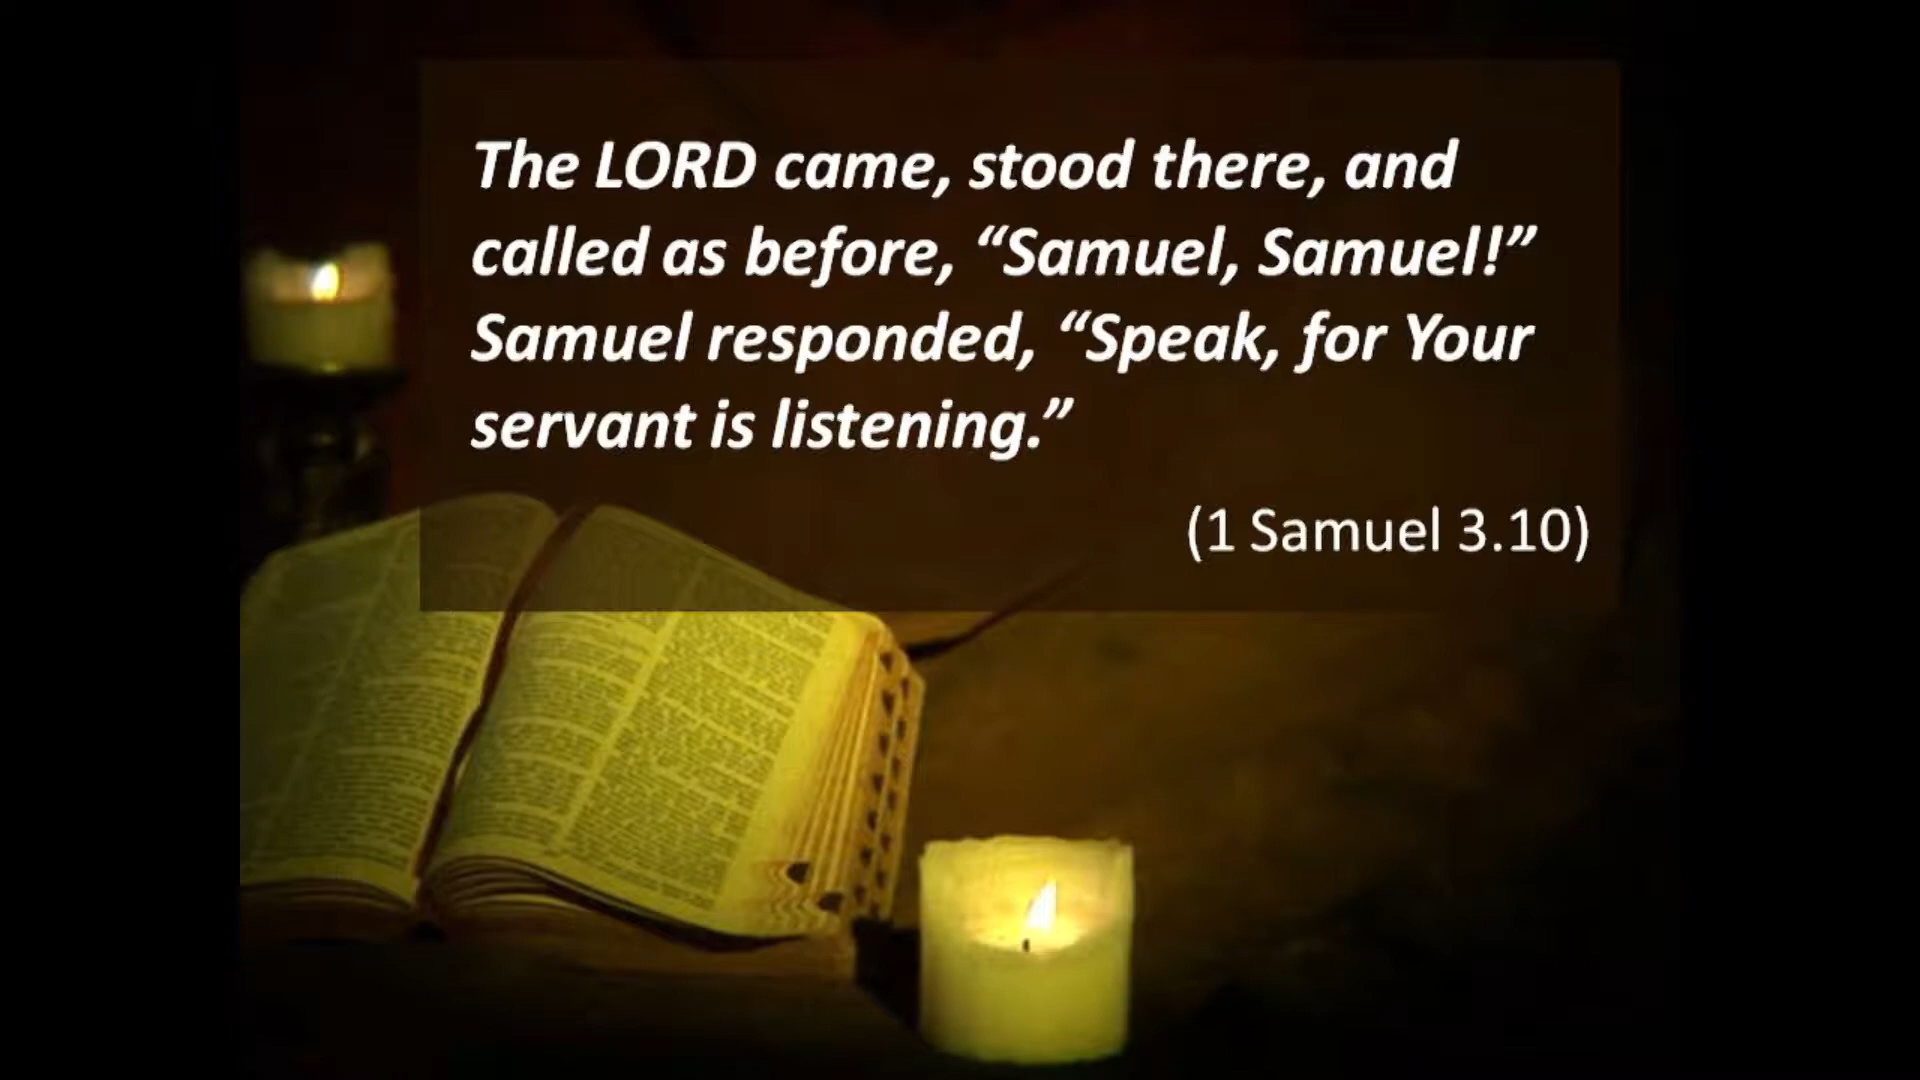 The LORD came, stood there, and
called as before, “Samuel, Samuel!”
Samuel responded, “Speak, for Your
servant is listening.”
(1 Samuel 3.10)